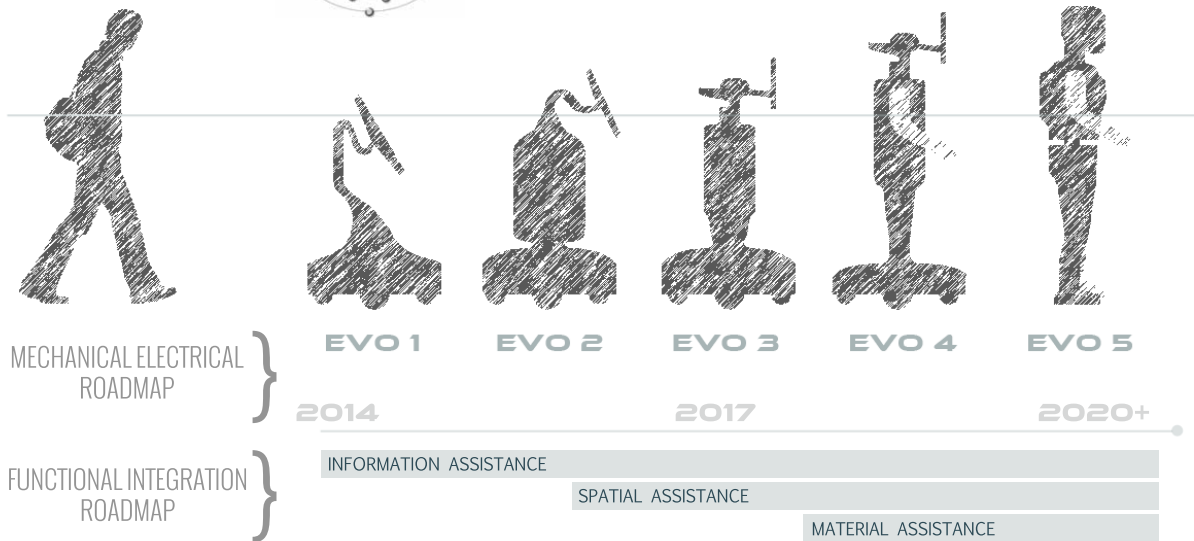 EVO 1
EVO 2
EVO 3
EVO 4
EVO 5
MECHANICAL ELECTRICAL
ROADMAP
2014
2017
2020+
FUNCTIONAL INTEGRATION
ROADMAP
INFORMATION ASSISTANCE
SPATIAL ASSISTANCE
MATERIAL ASSISTANCE